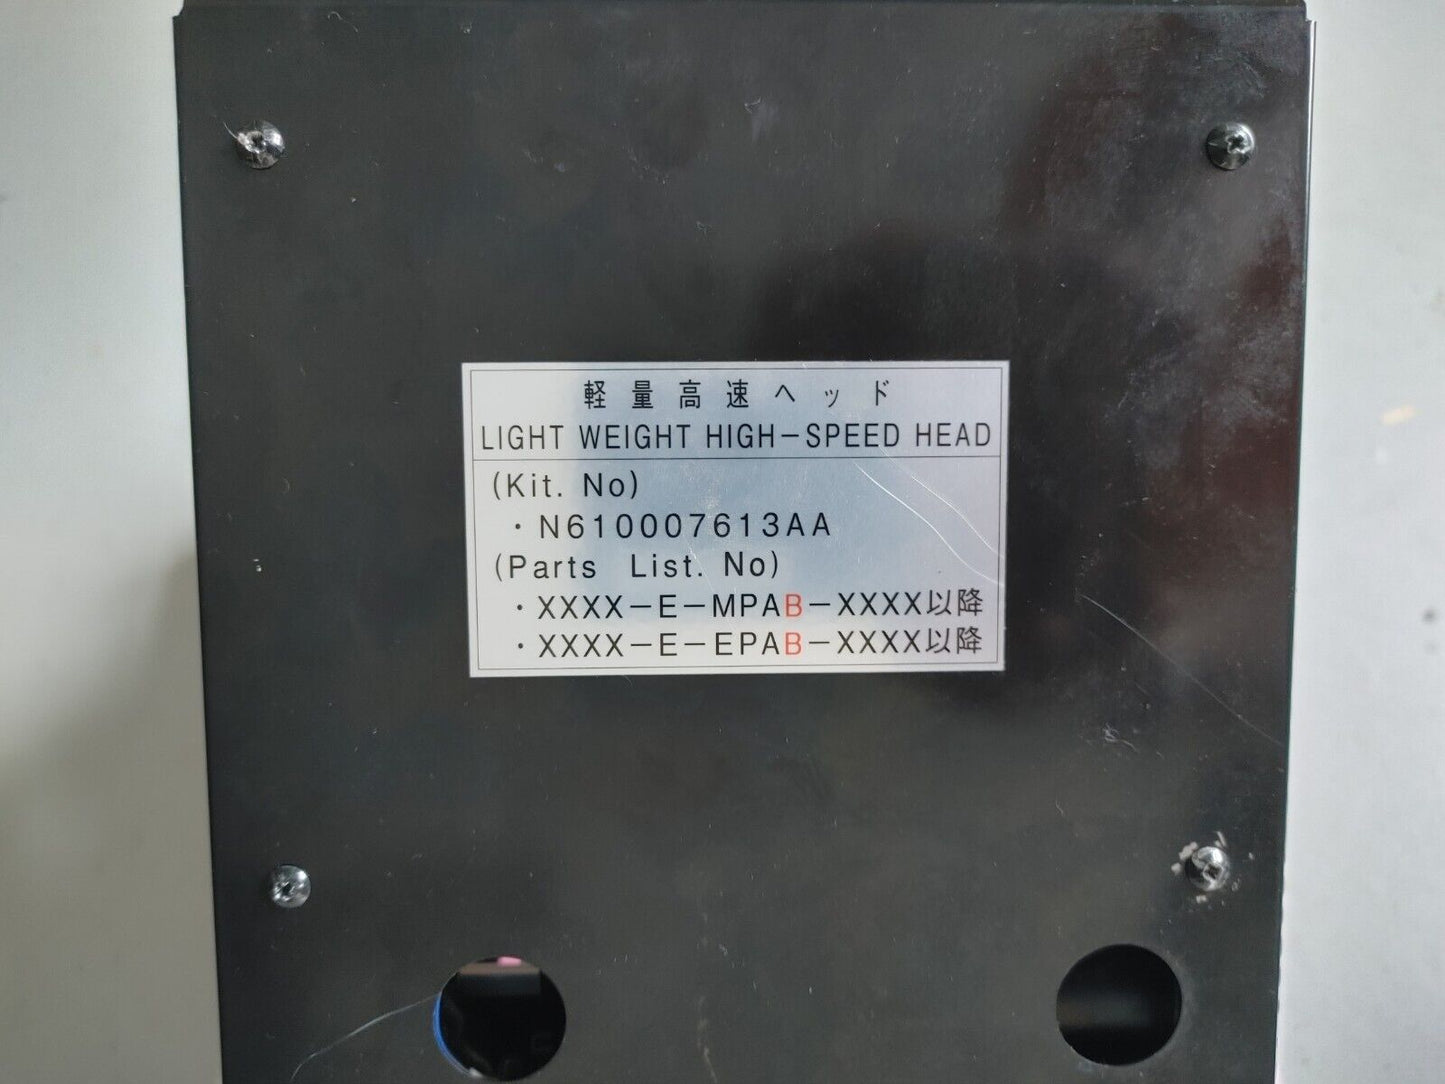 軽量高速ヘッド
LIGHT WEIGHT HIGH-SPEED HEAD
(Kit. No)
・N610007613AA
(Parts List. No)
・XXXX-E-MPAB-XXXX以降
・XXXX-E-EPAB-XXXX以降